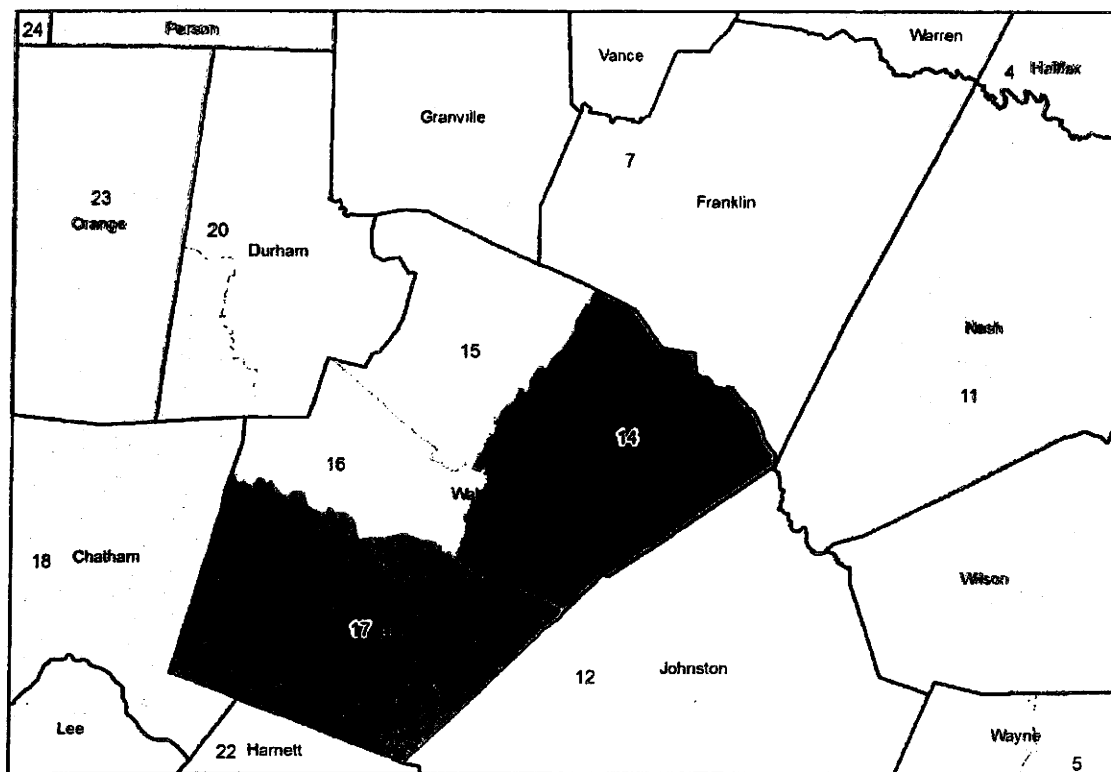 24
Person
Vance
Warren
4
Halifax
Granville
7
Franklin
23
Orange
20
Durham
Nash
15
11
14
16
Wa
18
Chatham
Wilson
17
12
Johnston
Lee
22
Harnett
Wayne
5